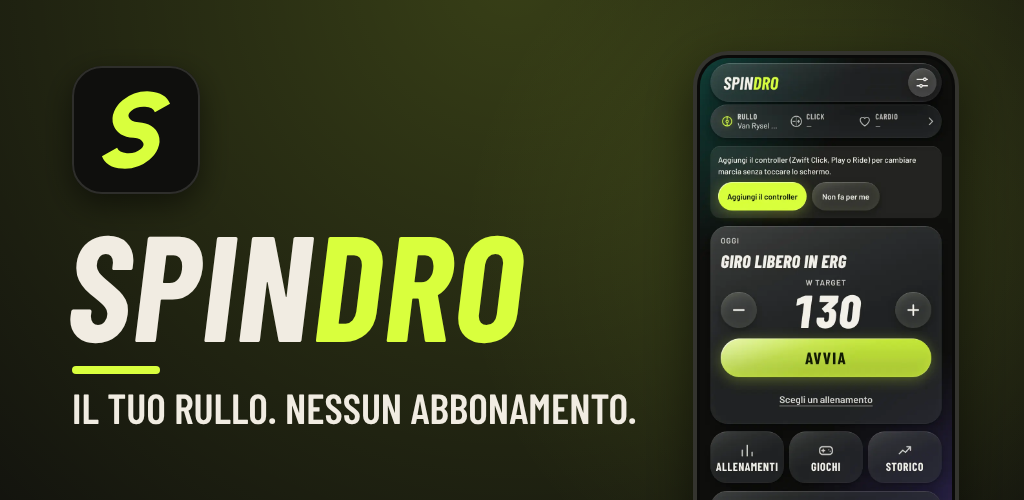 S
SPINDRO
IL TUO RULLO. NESSUN ABBONAMENTO.
SPINDRO
RULLO
Van Rysel ...
CLICK
–
CARDIO
–
Aggiungi il controller (Zwift Click, Play o Ride) per cambiare
marcia senza toccare lo schermo.
Aggiungi il controller
Non fa per me
OGGI
GIRO LIBERO IN ERG
W TARGET
− 130 +
AVVIA
Scegli un allenamento
ALLENAMENTI
GIOCHI
STORICO